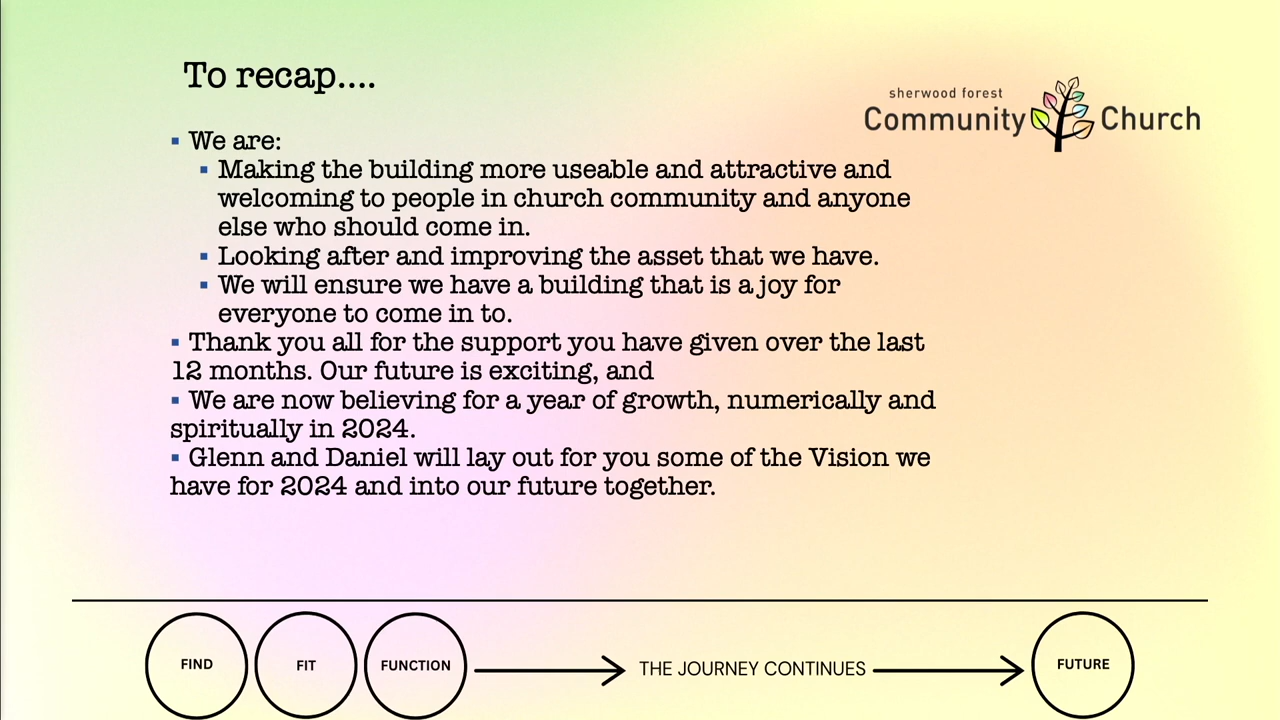 To recap....
sherwood forest
Community Church
▪ We are:
▪ Making the building more useable and attractive and
welcoming to people in church community and anyone
else who should come in.
▪ Looking after and improving the asset that we have.
▪ We will ensure we have a building that is a joy for
everyone to come in to.
▪ Thank you all for the support you have given over the last
12 months. Our future is exciting, and
▪ We are now believing for a year of growth, numerically and
spiritually in 2024.
▪ Glenn and Daniel will lay out for you some of the Vision we
have for 2024 and into our future together.
FIND FIT FUNCTION THE JOURNEY CONTINUES FUTURE